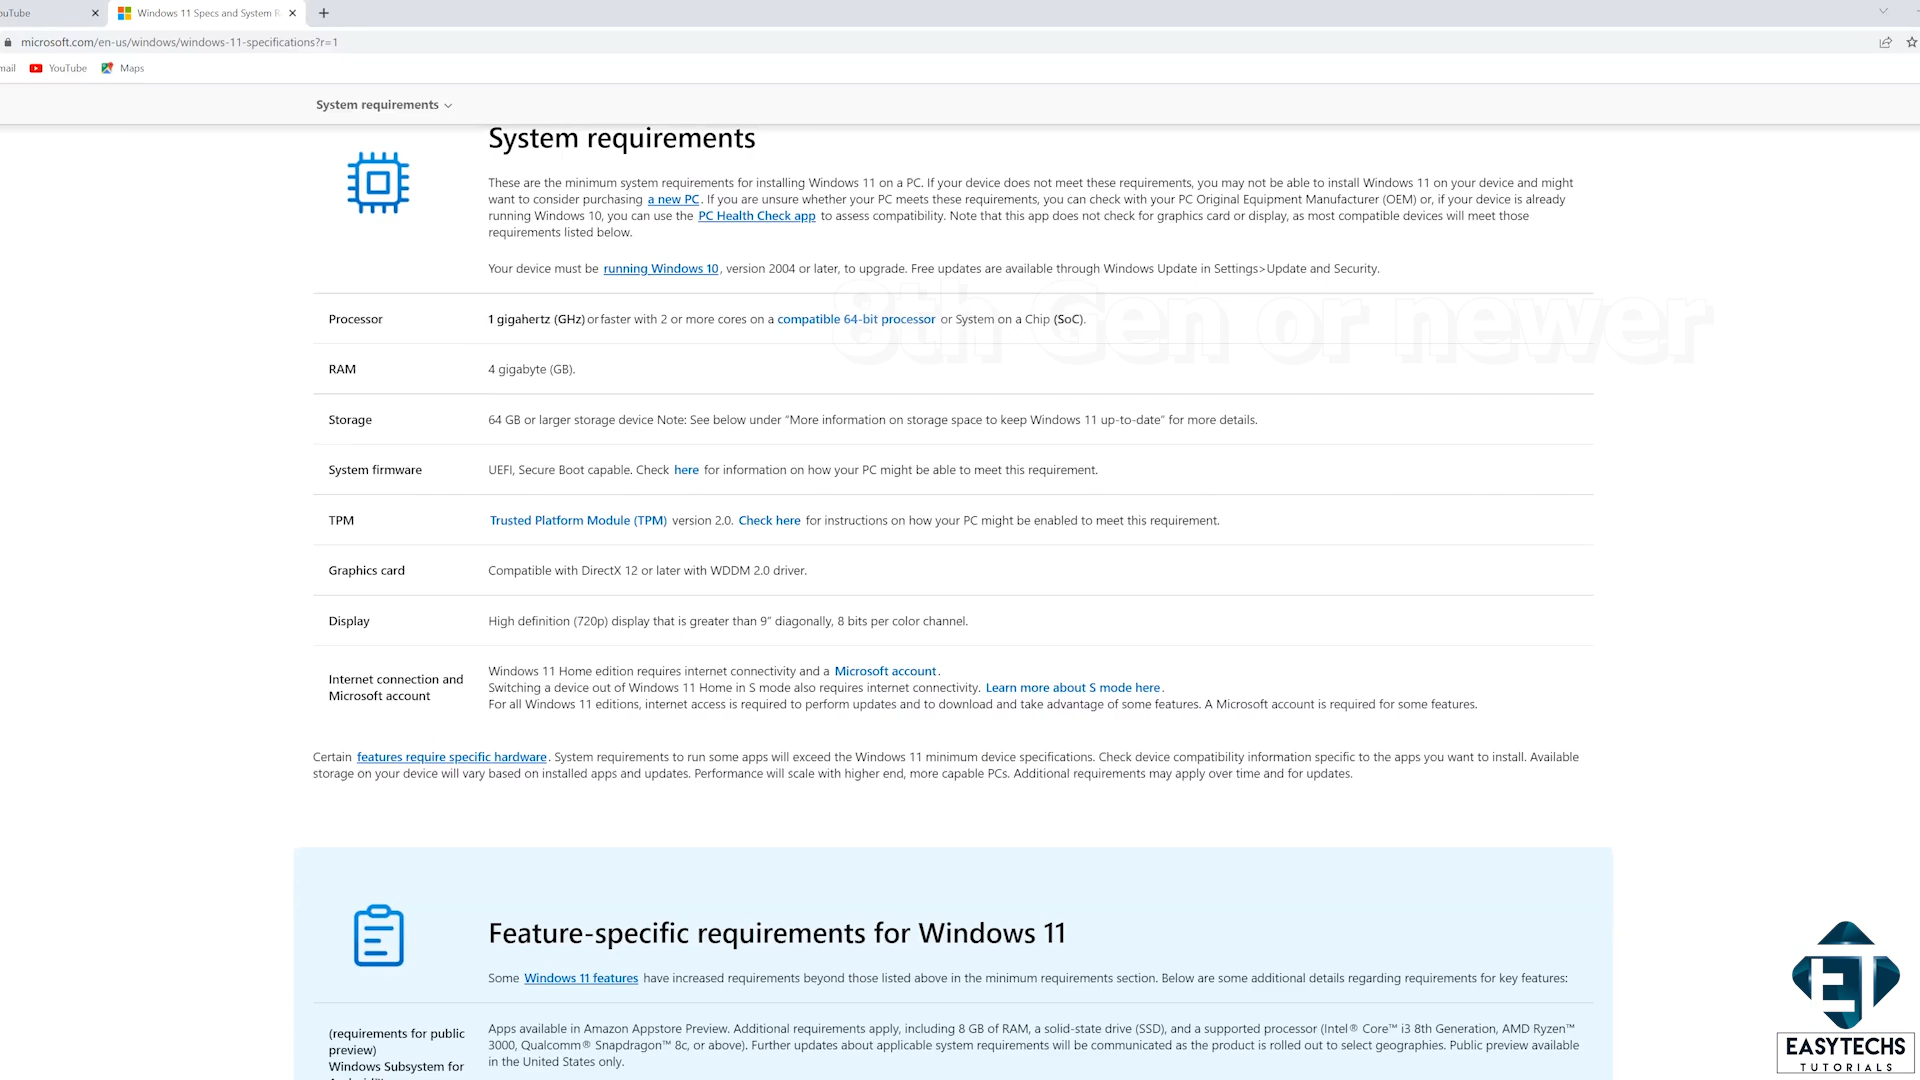 ouTube
Windows 11 Specs and System R
microsoft.com/en-us/windows/windows-11-specifications?r=1
mail YouTube Maps
System requirements
System requirements
These are the minimum system requirements for installing Windows 11 on a PC. If your device does not meet these requirements, you may not be able to install Windows 11 on your device and might
want to consider purchasing a new PC. If you are unsure whether your PC meets these requirements, you can check with your PC Original Equipment Manufacturer (OEM) or, if your device is already
running Windows 10, you can use the PC Health Check app to assess compatibility. Note that this app does not check for graphics card or display, as most compatible devices will meet those
requirements listed below.
Your device must be running Windows 10, version 2004 or later, to upgrade. Free updates are available through Windows Update in Settings>Update and Security.
8th Gen or newer
Processor 1 gigahertz (GHz) or faster with 2 or more cores on a compatible 64-bit processor or System on a Chip (SoC).
RAM 4 gigabyte (GB).
Storage 64 GB or larger storage device Note: See below under “More information on storage space to keep Windows 11 up-to-date” for more details.
System firmware UEFI, Secure Boot capable. Check here for information on how your PC might be able to meet this requirement.
TPM Trusted Platform Module (TPM) version 2.0. Check here for instructions on how your PC might be enabled to meet this requirement.
Graphics card Compatible with DirectX 12 or later with WDDM 2.0 driver.
Display High definition (720p) display that is greater than 9” diagonally, 8 bits per color channel.
Internet connection and
Microsoft account
Windows 11 Home edition requires internet connectivity and a Microsoft account.
Switching a device out of Windows 11 Home in S mode also requires internet connectivity. Learn more about S mode here.
For all Windows 11 editions, internet access is required to perform updates and to download and take advantage of some features. A Microsoft account is required for some features.
Certain features require specific hardware. System requirements to run some apps will exceed the Windows 11 minimum device specifications. Check device compatibility information specific to the apps you want to install. Available
storage on your device will vary based on installed apps and updates. Performance will scale with higher end, more capable PCs. Additional requirements may apply over time and for updates.
Feature-specific requirements for Windows 11
Some Windows 11 features have increased requirements beyond those listed above in the minimum requirements section. Below are some additional details regarding requirements for key features:
(requirements for public
preview)
Windows Subsystem for
Apps available in Amazon Appstore Preview. Additional requirements apply, including 8 GB of RAM, a solid-state drive (SSD), and a supported processor (Intel® Core™ i3 8th Generation, AMD Ryzen™
3000, Qualcomm® Snapdragon™ 8c, or above). Further updates about applicable system requirements will be communicated as the product is rolled out to select geographies. Public preview available
in the United States only.
ET
EASYTECHS
TUTORIALS